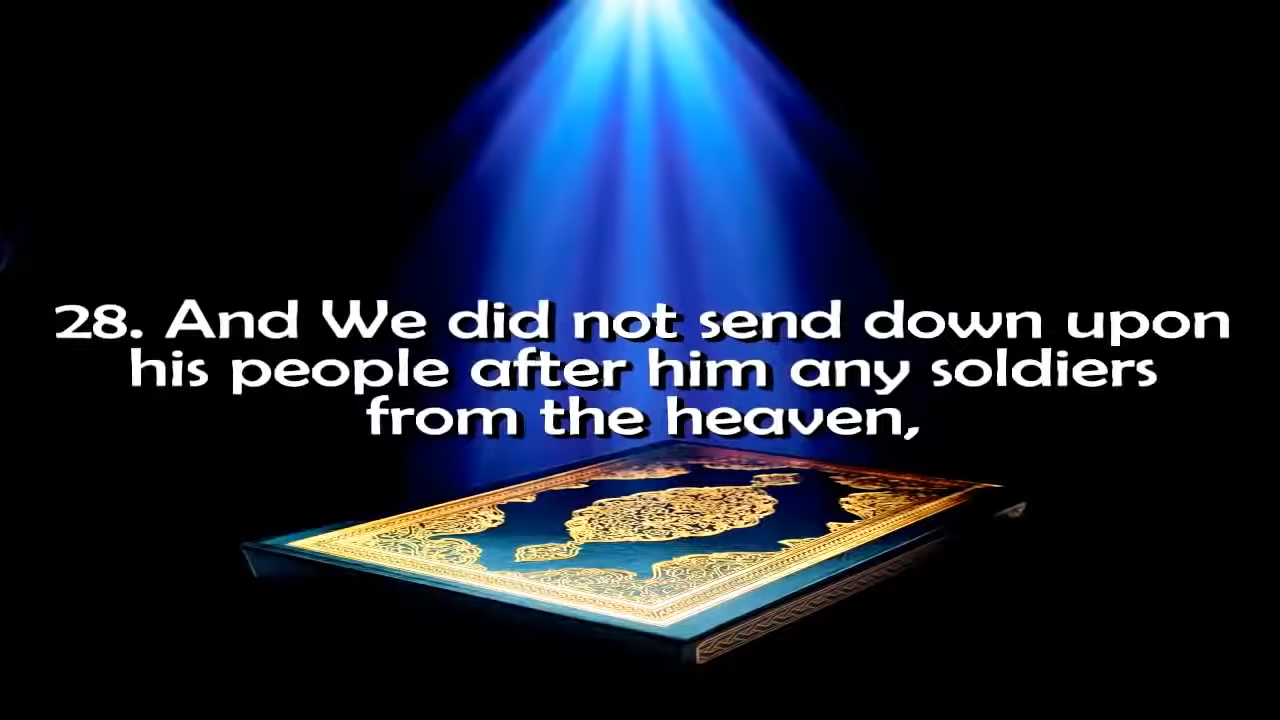 28. And We did not send down upon
his people after him any soldiers
from the heaven,